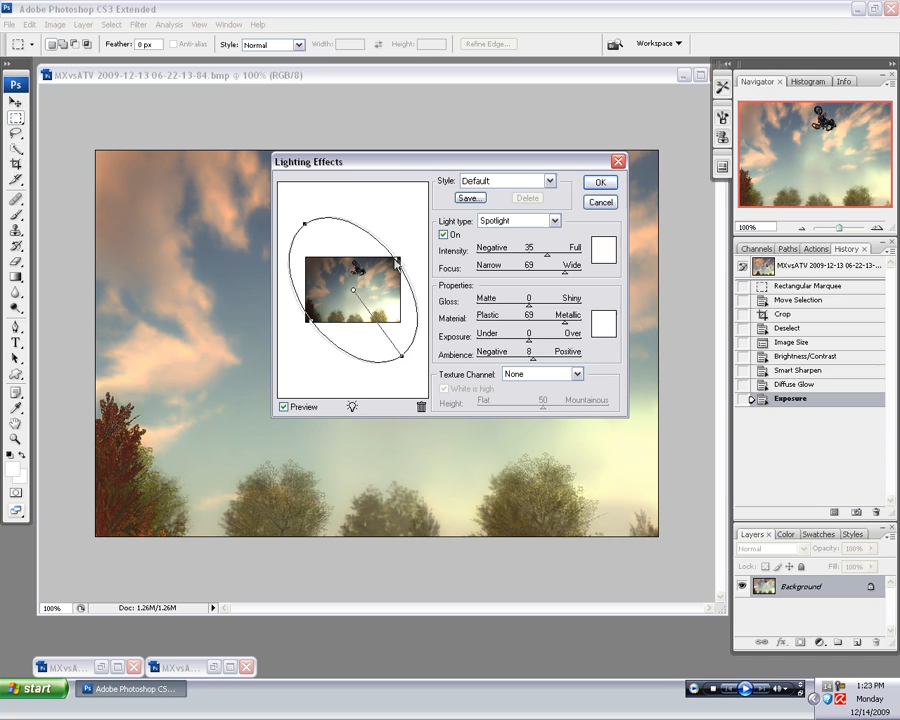 Adobe Photoshop CS3 Extended
File Edit Image Layer Select Filter Analysis View Window Help
Feather: 0 px Anti-alias Style: Normal Width: Height: Refine Edge... Workspace
Ps
MXvsATV 2009-12-13 06-22-13-84.bmp @ 100% (RGB/8)
Lighting Effects
Style: Default
OK
Save... Delete
Cancel
Light type: Spotlight
On
Intensity: Negative 35 Full
Focus: Narrow 69 Wide
Properties:
Gloss: Matte 0 Shiny
Material: Plastic 69 Metallic
Exposure: Under 0 Over
Ambience: Negative 8 Positive
Texture Channel: None
White is high
Height: Flat 50 Mountainous
Preview
Navigator Histogram Info
100%
Channels Paths Actions History
MXvsATV 2009-12-13 06-22-13-...
Rectangular Marquee
Move Selection
Crop
Deselect
Image Size
Brightness/Contrast
Smart Sharpen
Diffuse Glow
Exposure
Layers Color Swatches Styles
Normal Opacity: 100%
Lock: Fill: 100%
Background
100% Doc: 1.26M/1.26M
MXvsA... MXvsA...
start Adobe Photoshop CS...
1:23 PM
Monday
12/14/2009